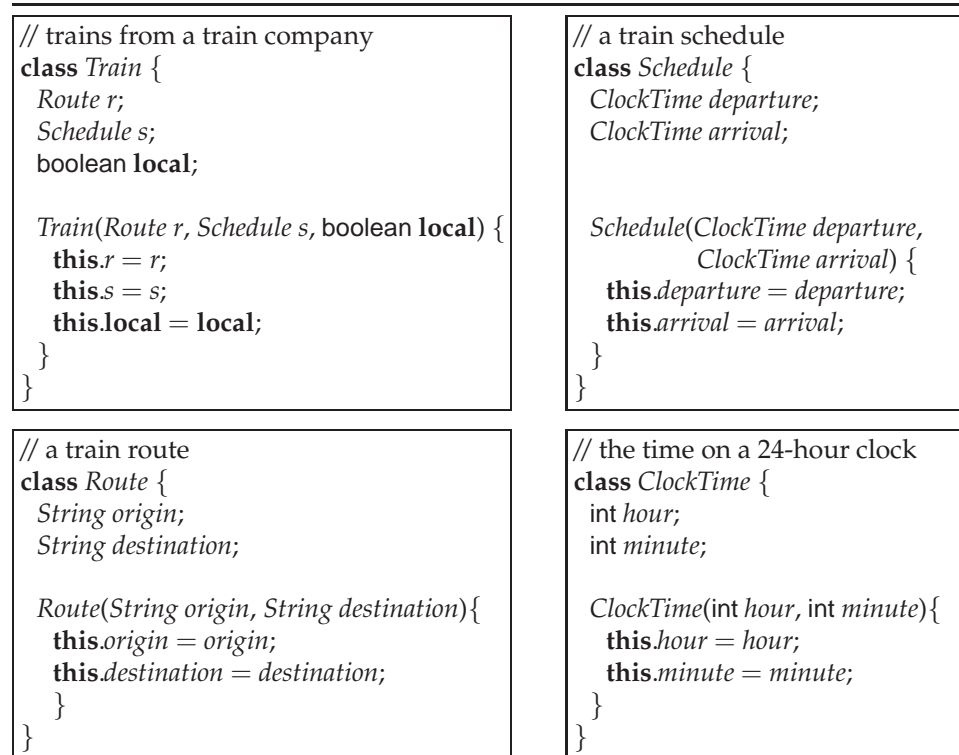 // trains from a train company
class Train {
Route r;
Schedule s;
boolean local;
Train(Route r, Schedule s, boolean local) {
this.r = r;
this.s = s;
this.local = local;
}
}
// a train schedule
class Schedule {
ClockTime departure;
ClockTime arrival;
Schedule(ClockTime departure,
ClockTime arrival) {
this.departure = departure;
this.arrival = arrival;
}
}
// a train route
class Route {
String origin;
String destination;
Route(String origin, String destination){
this.origin = origin;
this.destination = destination;
}
}
// the time on a 24-hour clock
class ClockTime {
int hour;
int minute;
ClockTime(int hour, int minute){
this.hour = hour;
this.minute = minute;
}
}